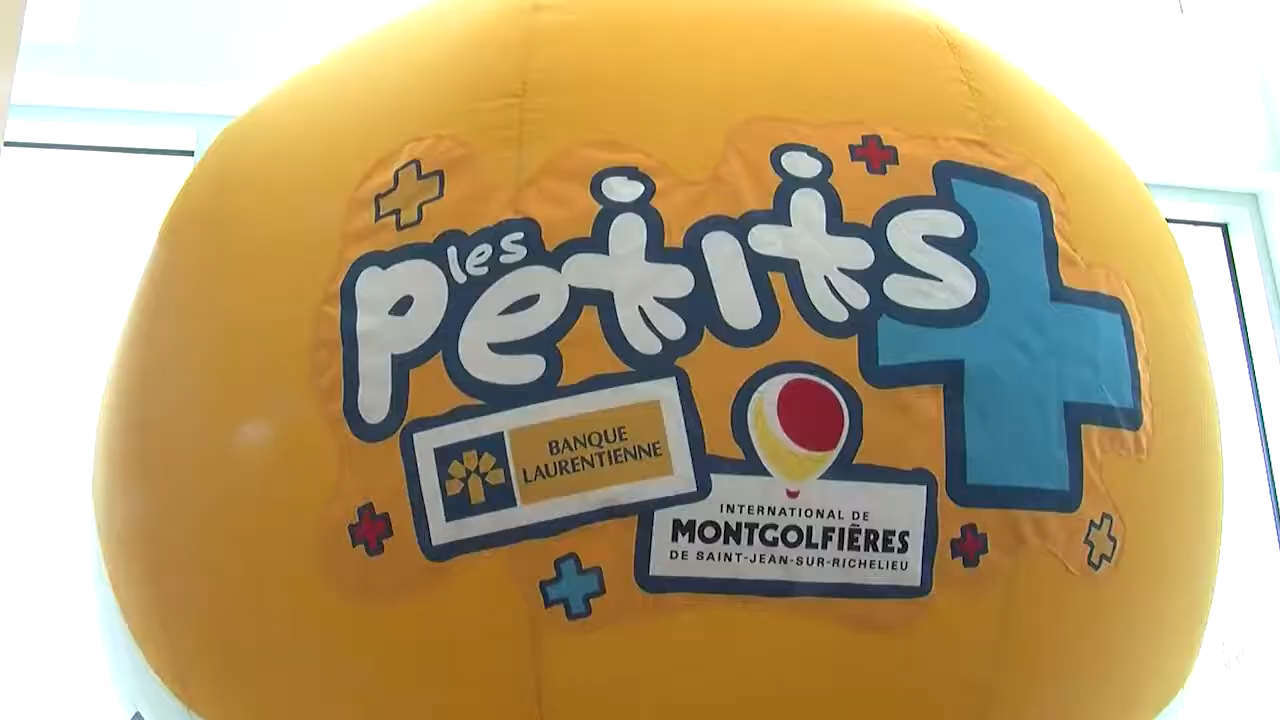 les
petits
BANQUE
LAURENTIENNE
INTERNATIONAL DE
MONTGOLFIÈRES
DE SAINT-JEAN-SUR-RICHELIEU